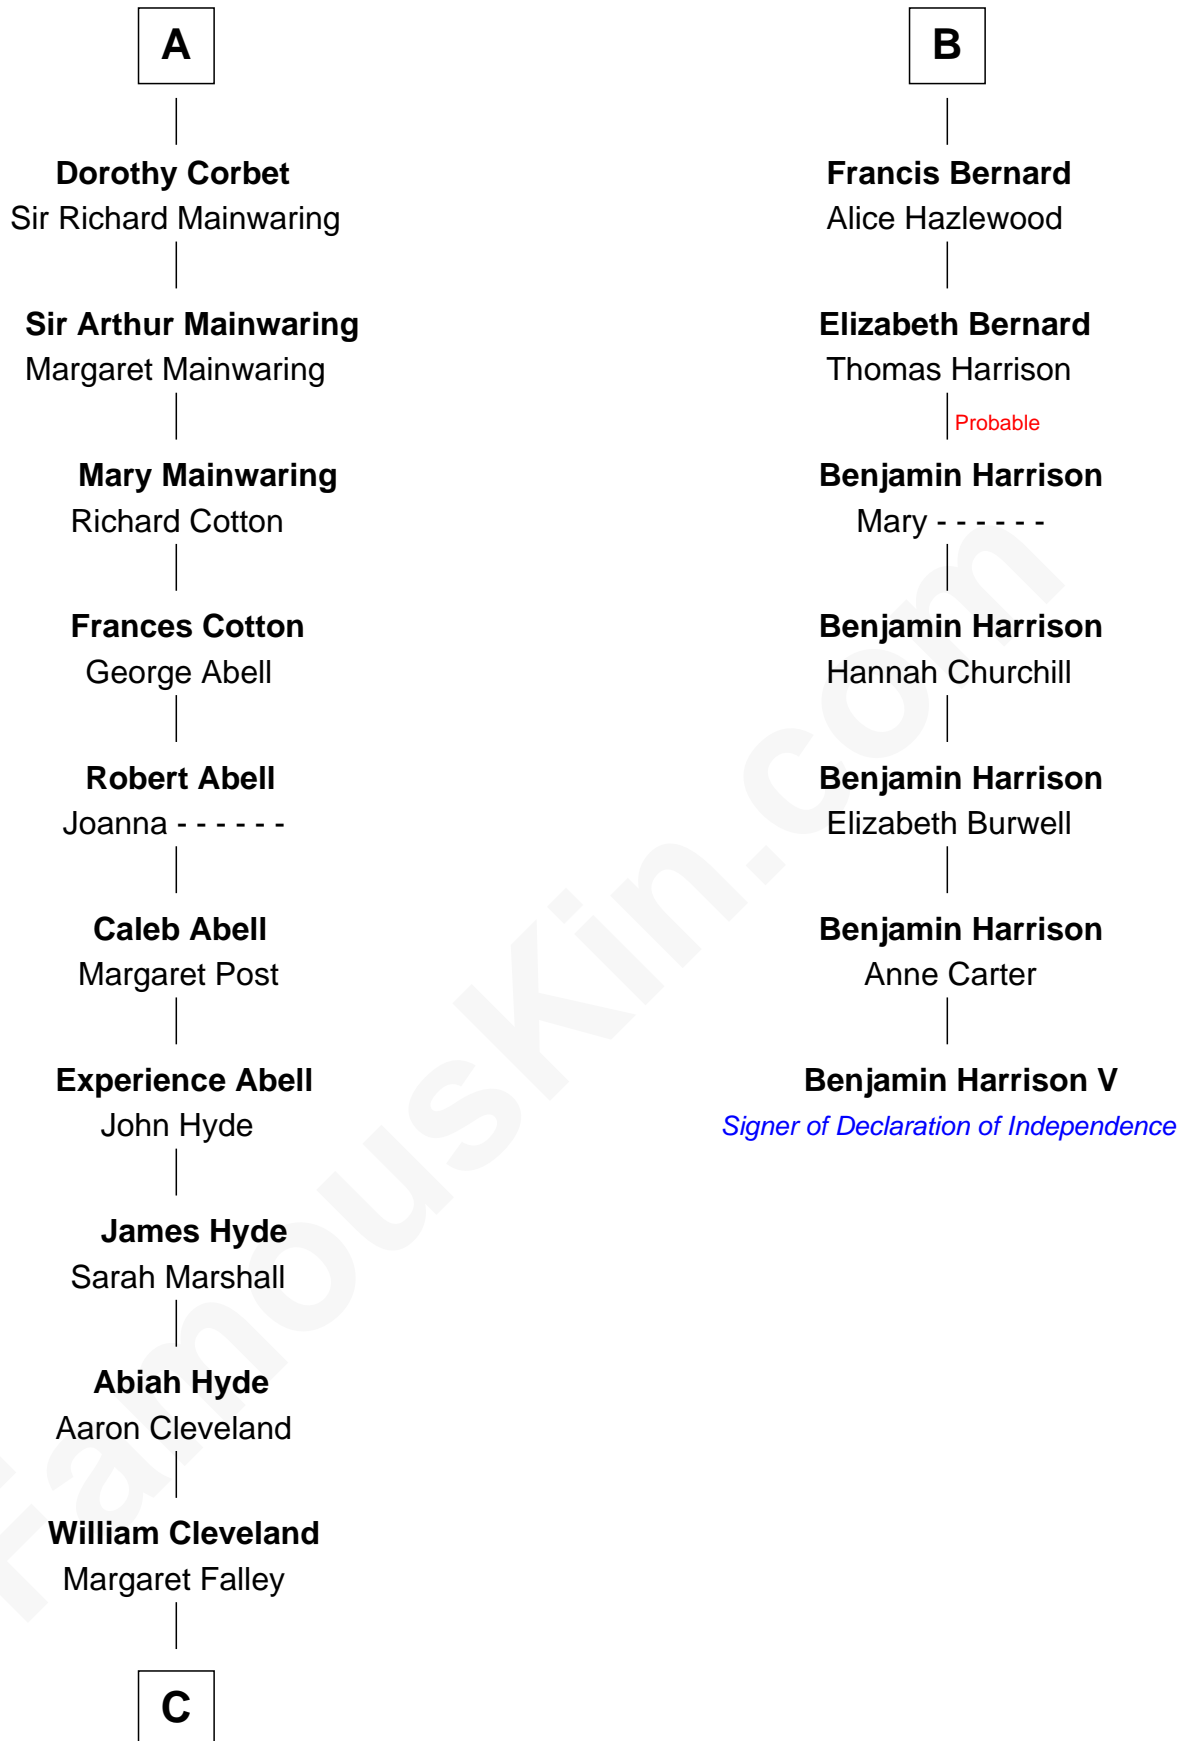 A
Dorothy Corbet
Sir Richard Mainwaring
Sir Arthur Mainwaring
Margaret Mainwaring
Mary Mainwaring
Richard Cotton
Frances Cotton
George Abell
Robert Abell
Joanna - - - - - -
Caleb Abell
Margaret Post
Experience Abell
John Hyde
James Hyde
Sarah Marshall
Abiah Hyde
Aaron Cleveland
William Cleveland
Margaret Falley
C
B
Francis Bernard
Alice Hazlewood
Elizabeth Bernard
Thomas Harrison
Probable
Benjamin Harrison
Mary - - - - - -
Benjamin Harrison
Hannah Churchill
Benjamin Harrison
Elizabeth Burwell
Benjamin Harrison
Anne Carter
Benjamin Harrison V
Signer of Declaration of Independence
FamousKin.com